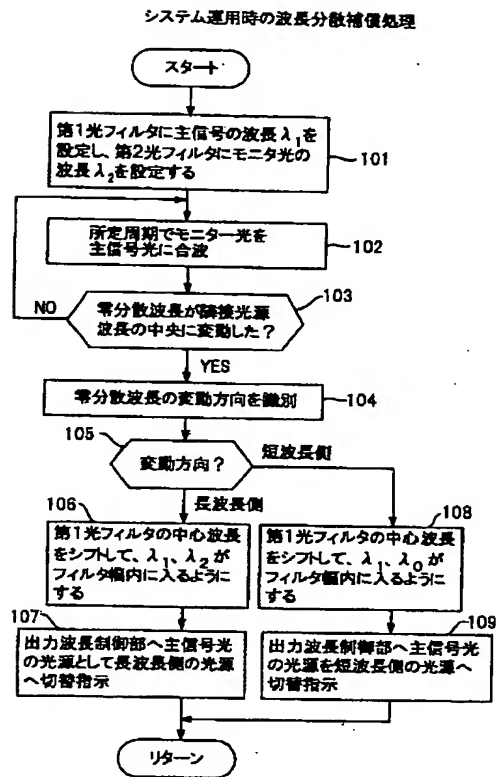 システム運用時の波長分散補償処理
スタート
第1光フィルタに主信号の波長λ1を
設定し、第2光フィルタにモニタ光の
波長λ2を設定する
101
所定周期でモニター光を
主信号光に合波
102
103
零分散波長が隣接光源
波長の中央に変動した？
NO
YES
零分散波長の変動方向を識別
104
105
変動方向？
短波長側
長波長側
106
第1光フィルタの中心波長
をシフトして、λ1、λ2が
フィルタ幅内に入るように
する
108
第1光フィルタの中心波長
をシフトして、λ1、λ0が
フィルタ幅内に入るように
する
107
出力波長制御部へ主信号光
の光源として長波長側の光源
へ切替指示
109
出力波長制御部へ主信号光
の光源を短波長側の光源へ
切替指示
リターン